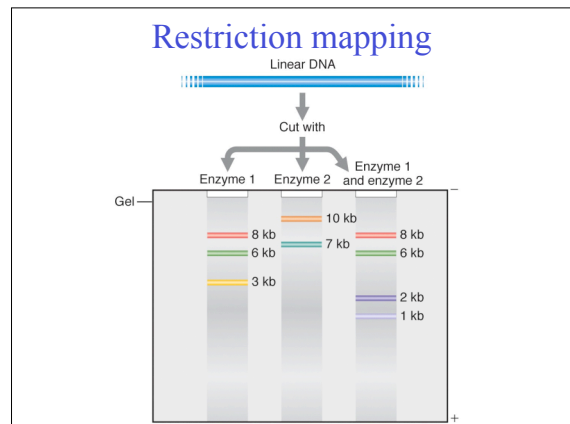 Restriction mapping
Linear DNA
Cut with
Enzyme 1
Enzyme 2
Enzyme 1
and enzyme 2
Gel
–
10 kb
8 kb
8 kb
7 kb
6 kb
6 kb
3 kb
2 kb
1 kb
+